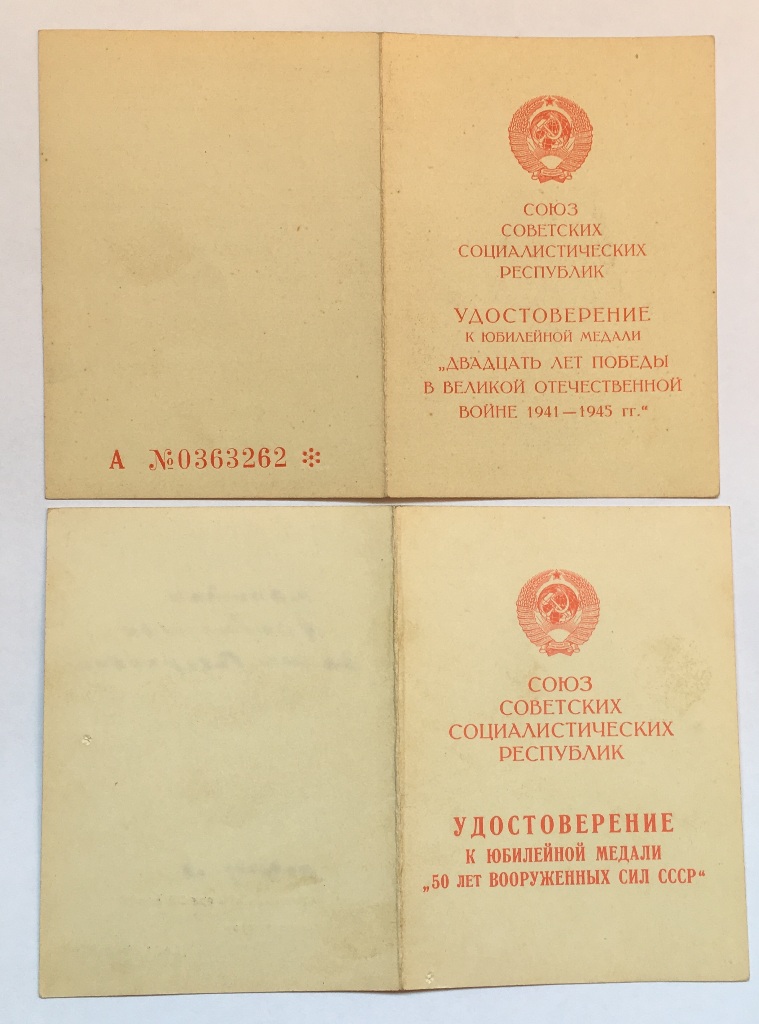 СОЮЗ
СОВЕТСКИХ
СОЦИАЛИСТИЧЕСКИХ
РЕСПУБЛИК
УДОСТОВЕРЕНИЕ
К ЮБИЛЕЙНОЙ МЕДАЛИ
„ДВАДЦАТЬ ЛЕТ ПОБЕДЫ
В ВЕЛИКОЙ ОТЕЧЕСТВЕННОЙ
ВОЙНЕ 1941—1945 гг.“
А №0363262
СОЮЗ
СОВЕТСКИХ
СОЦИАЛИСТИЧЕСКИХ
РЕСПУБЛИК
УДОСТОВЕРЕНИЕ
К ЮБИЛЕЙНОЙ МЕДАЛИ
„50 ЛЕТ ВООРУЖЕННЫХ СИЛ СССР“